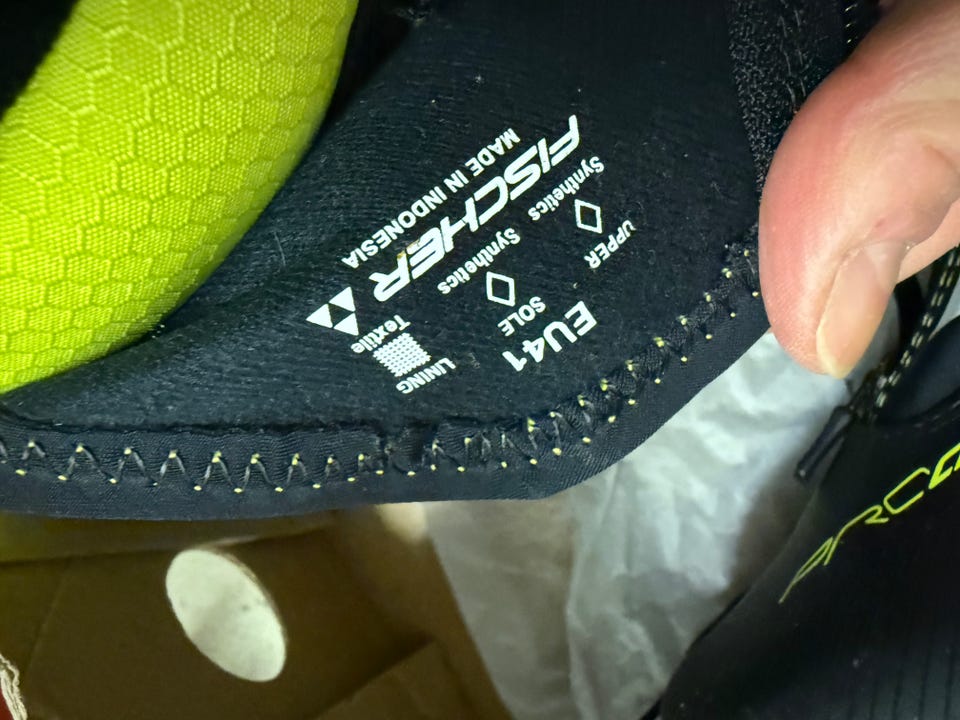 EU41
UPPER
Synthetics
SOLE
Synthetics
LINING
Textile
FISCHER
MADE IN INDONESIA